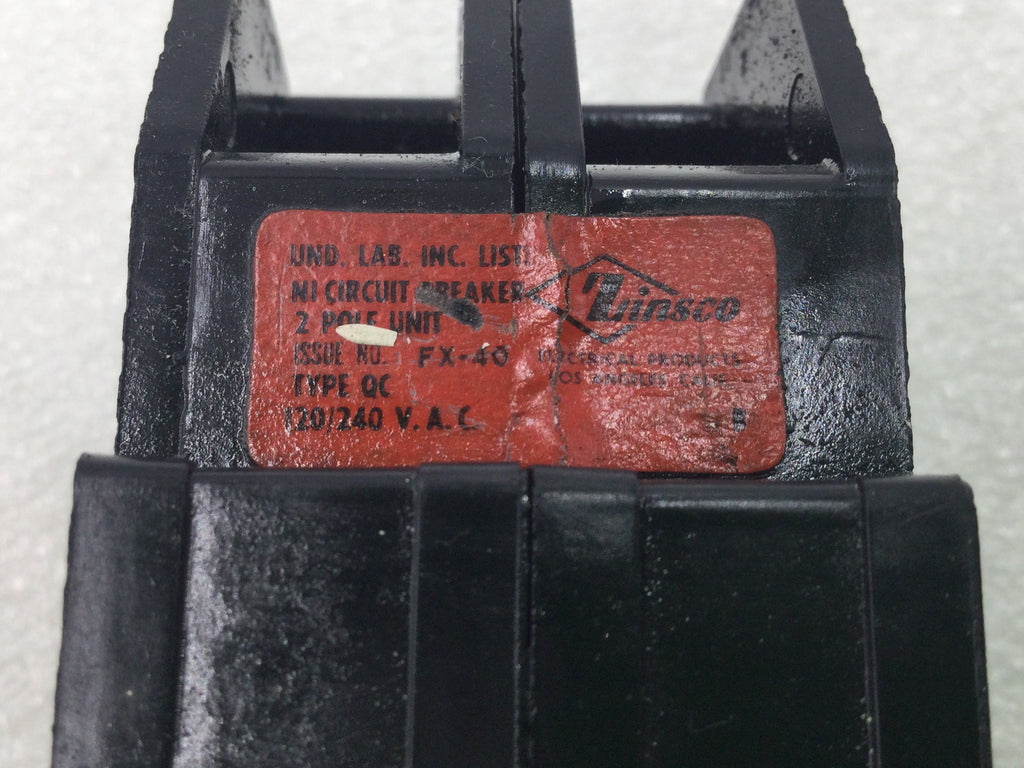 UND. LAB. INC. LIST.
NI CIRCUIT BREAKER
2 POLE UNIT
ISSUE NO. FX-40
TYPE QC
120/240 V.A.C.
Zinsco
ELECTRICAL PRODUCTS
LOS ANGELES CALIF.
B